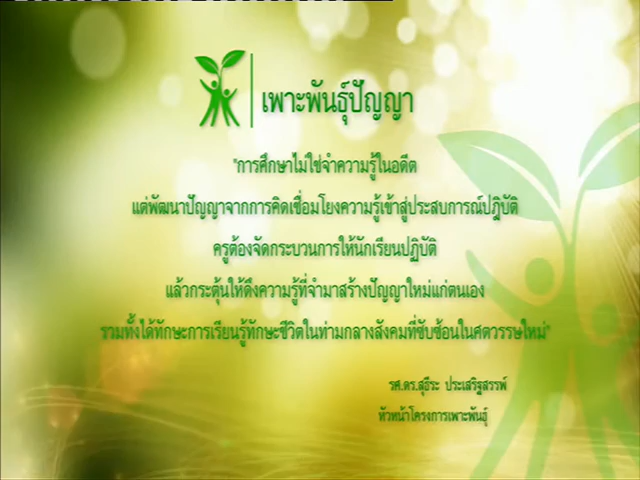 เพาะพันธุ์ปัญญา
"การศึกษาไม่ใช่จำความรู้ในอดีต
แต่พัฒนาปัญญาจากการคิดเชื่อมโยงความรู้เข้าสู่ประสบการณ์ปฏิบัติ
ครูต้องจัดกระบวนการให้นักเรียนปฏิบัติ
แล้วกระตุ้นให้ดึงความรู้ที่จำมาสร้างปัญญาใหม่แก่ตนเอง
รวมทั้งได้ทักษะการเรียนรู้ทักษะชีวิตในท่ามกลางสังคมที่ซับซ้อนในศตวรรษใหม่"
รศ.ดร.สุธีระ ประเสริฐสรรพ์
หัวหน้าโครงการเพาะพันธุ์